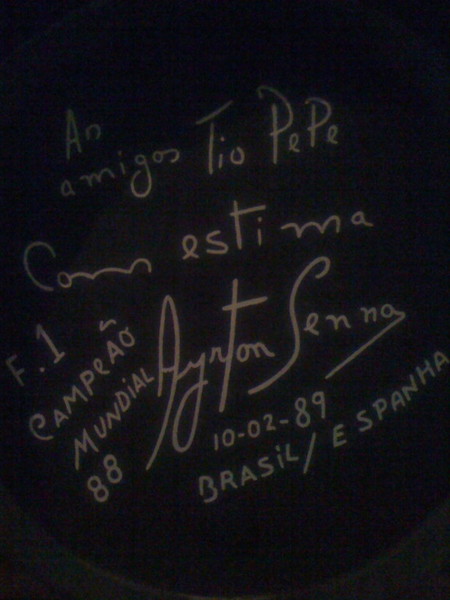 Ao
amigos Tio PePe
Com estima
Ayrton Senna
F.1
CAMPEÃO
MUNDIAL
88
10-02-89
BRASIL/ESPANHA